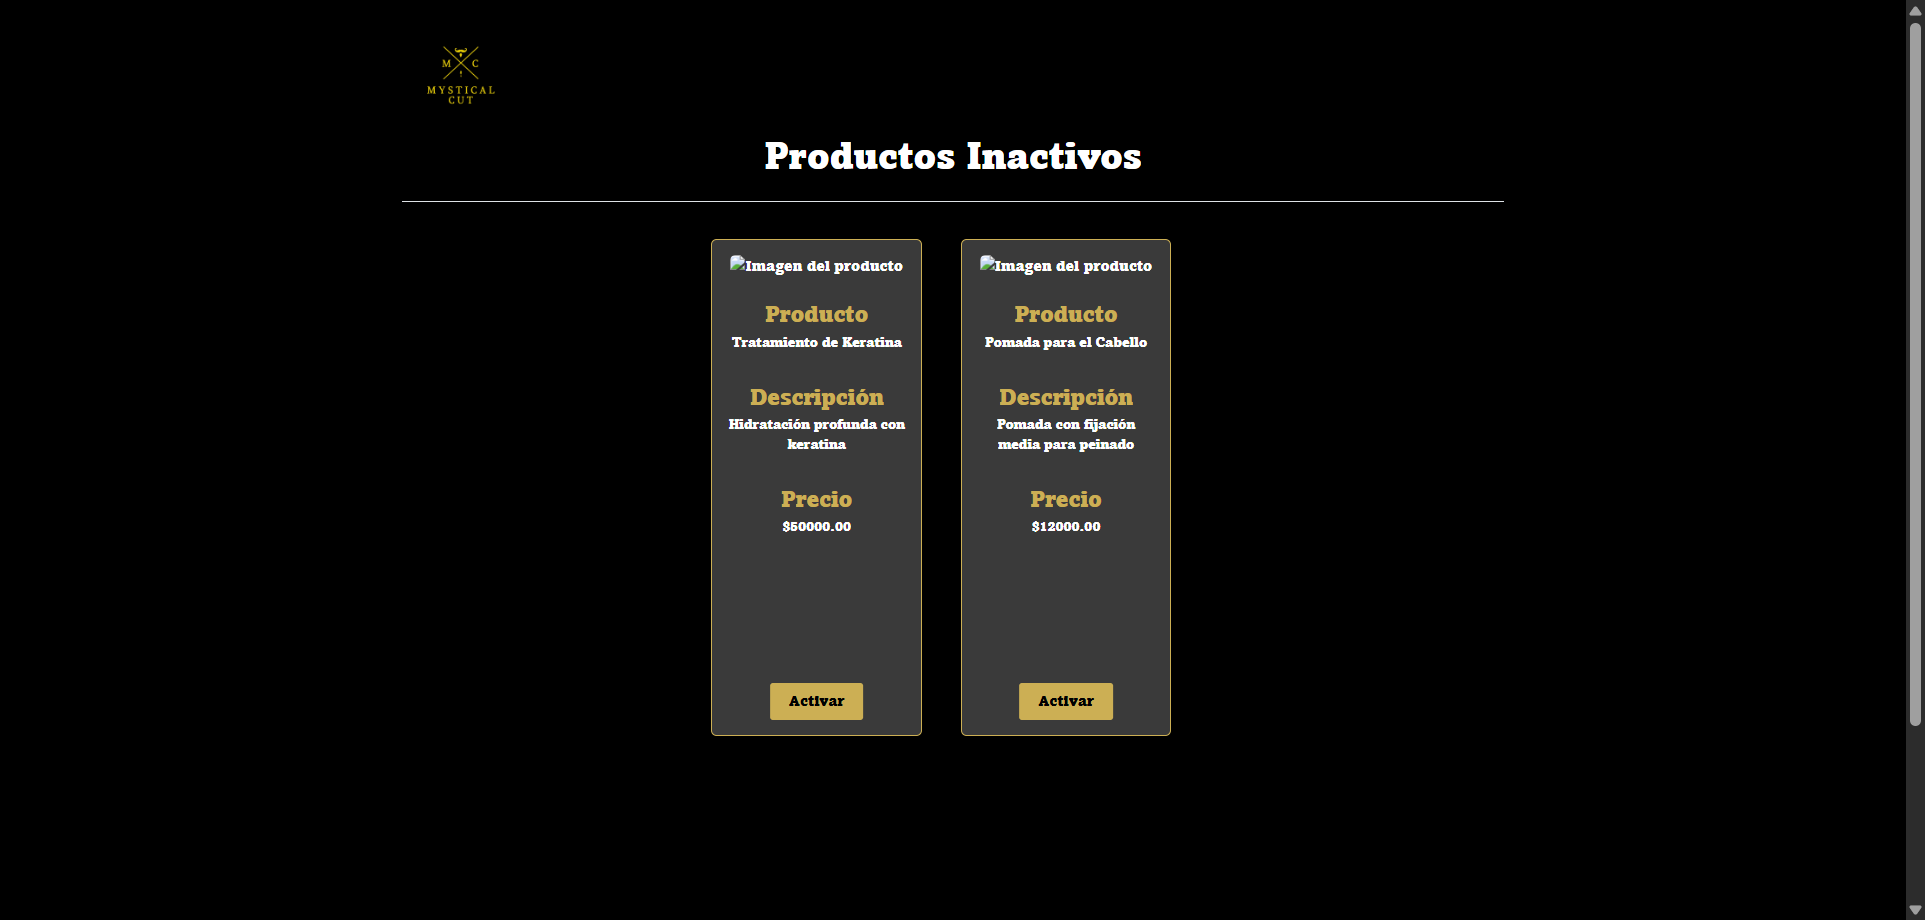 M C
MYSTICAL
CUT
Productos Inactivos
Imagen del producto
Producto
Tratamiento de Keratina
Descripción
Hidratación profunda con
keratina
Precio
$50000.00
Activar
Imagen del producto
Producto
Pomada para el Cabello
Descripción
Pomada con fijación
media para peinado
Precio
$12000.00
Activar